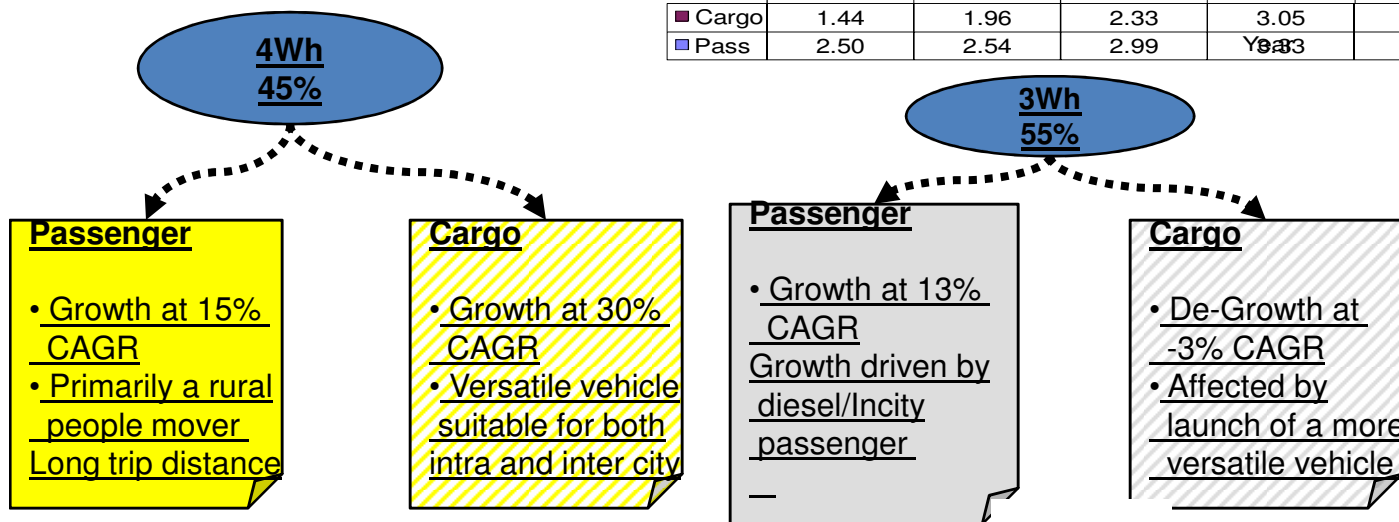 Cargo 1.44 1.96 2.33 3.05
Pass 2.50 2.54 2.99 3.33
Year
4Wh
45%
3Wh
55%
Passenger
• Growth at 15%
CAGR
• Primarily a rural
people mover
Long trip distance
Cargo
• Growth at 30%
CAGR
• Versatile vehicle
suitable for both
intra and inter city
Passenger
• Growth at 13%
CAGR
Growth driven by
diesel/Incity
passenger
Cargo
• De-Growth at
-3% CAGR
• Affected by
launch of a more
versatile vehicle